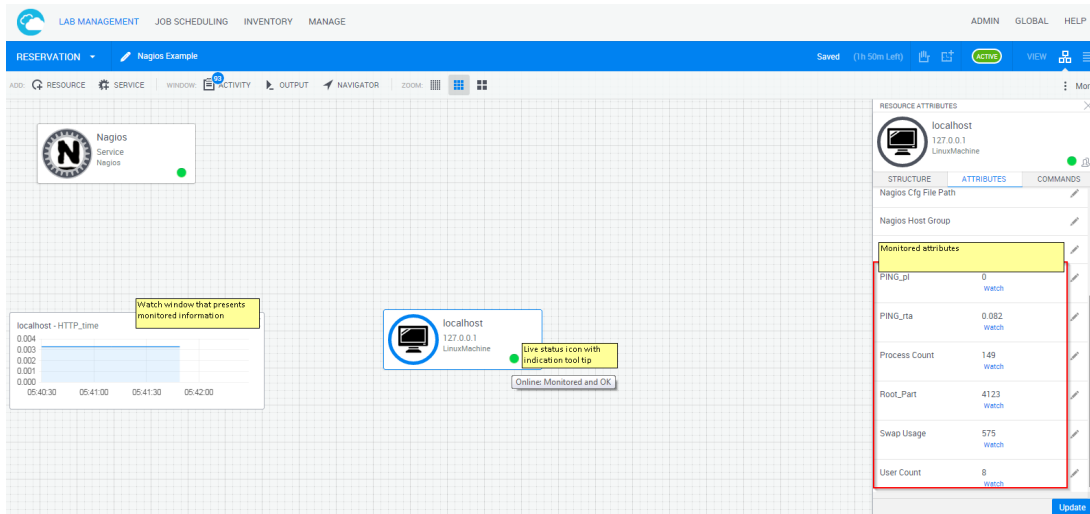 LAB MANAGEMENT JOB SCHEDULING INVENTORY MANAGE ADMIN GLOBAL HELP
RESERVATION Nagios Example Saved (1h 50m Left) ACTIVE VIEW
ADD: RESOURCE SERVICE WINDOW: 93 ACTIVITY OUTPUT NAVIGATOR ZOOM: Mor
Nagios
Service
Nagios
N
Watch window that presents
monitored information
localhost - HTTP_time
0.004
0.003
0.002
0.001
0.000
05:40:30 05:41:00 05:41:30 05:42:00
localhost
127.0.0.1
LinuxMachine
Live status icon with
indication tool tip
Online: Monitored and OK
RESOURCE ATTRIBUTES
localhost
127.0.0.1
LinuxMachine
STRUCTURE ATTRIBUTES COMMANDS
Nagios Cfg File Path
Nagios Host Group
Monitored attributes
PING_pl 0
Watch
PING_rta 0.082
Watch
Process Count 149
Watch
Root_Part 4123
Watch
Swap Usage 575
Watch
User Count 8
Watch
Update